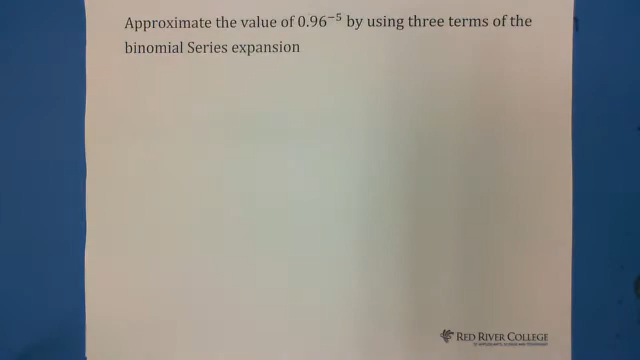 Approximate the value of 0.96⁻⁵ by using three terms of the
binomial Series expansion
RED RIVER COLLEGE